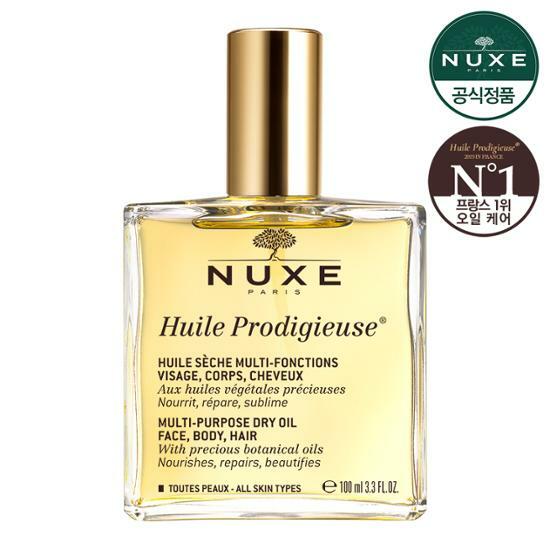 NUXE
PARIS
공식정품
Huile Prodigieuse®
2019 IN FRANCE
N°1
프랑스 1위
오일 케어
NUXE
PARIS
Huile Prodigieuse®
HUILE SÈCHE MULTI-FONCTIONS
VISAGE, CORPS, CHEVEUX
Aux huiles végétales précieuses
Nourrit, répare, sublime
MULTI-PURPOSE DRY OIL
FACE, BODY, HAIR
With precious botanical oils
Nourishes, repairs, beautifies
TOUTES PEAUX - ALL SKIN TYPES
℮ 100 ml 3.3 FL.OZ.